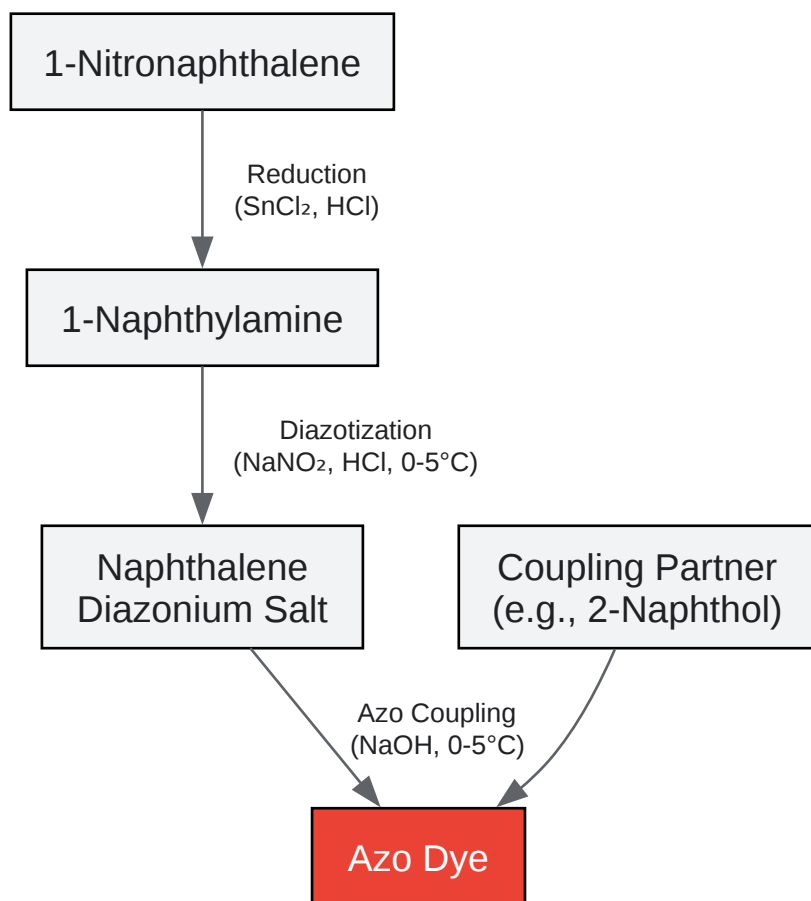 1-Nitronaphthalene
Reduction
(SnCl₂, HCl)
1-Naphthylamine
Diazotization
(NaNO₂, HCl, 0-5°C)
Naphthalene
Diazonium Salt
Coupling Partner
(e.g., 2-Naphthol)
Azo Coupling
(NaOH, 0-5°C)
Azo Dye